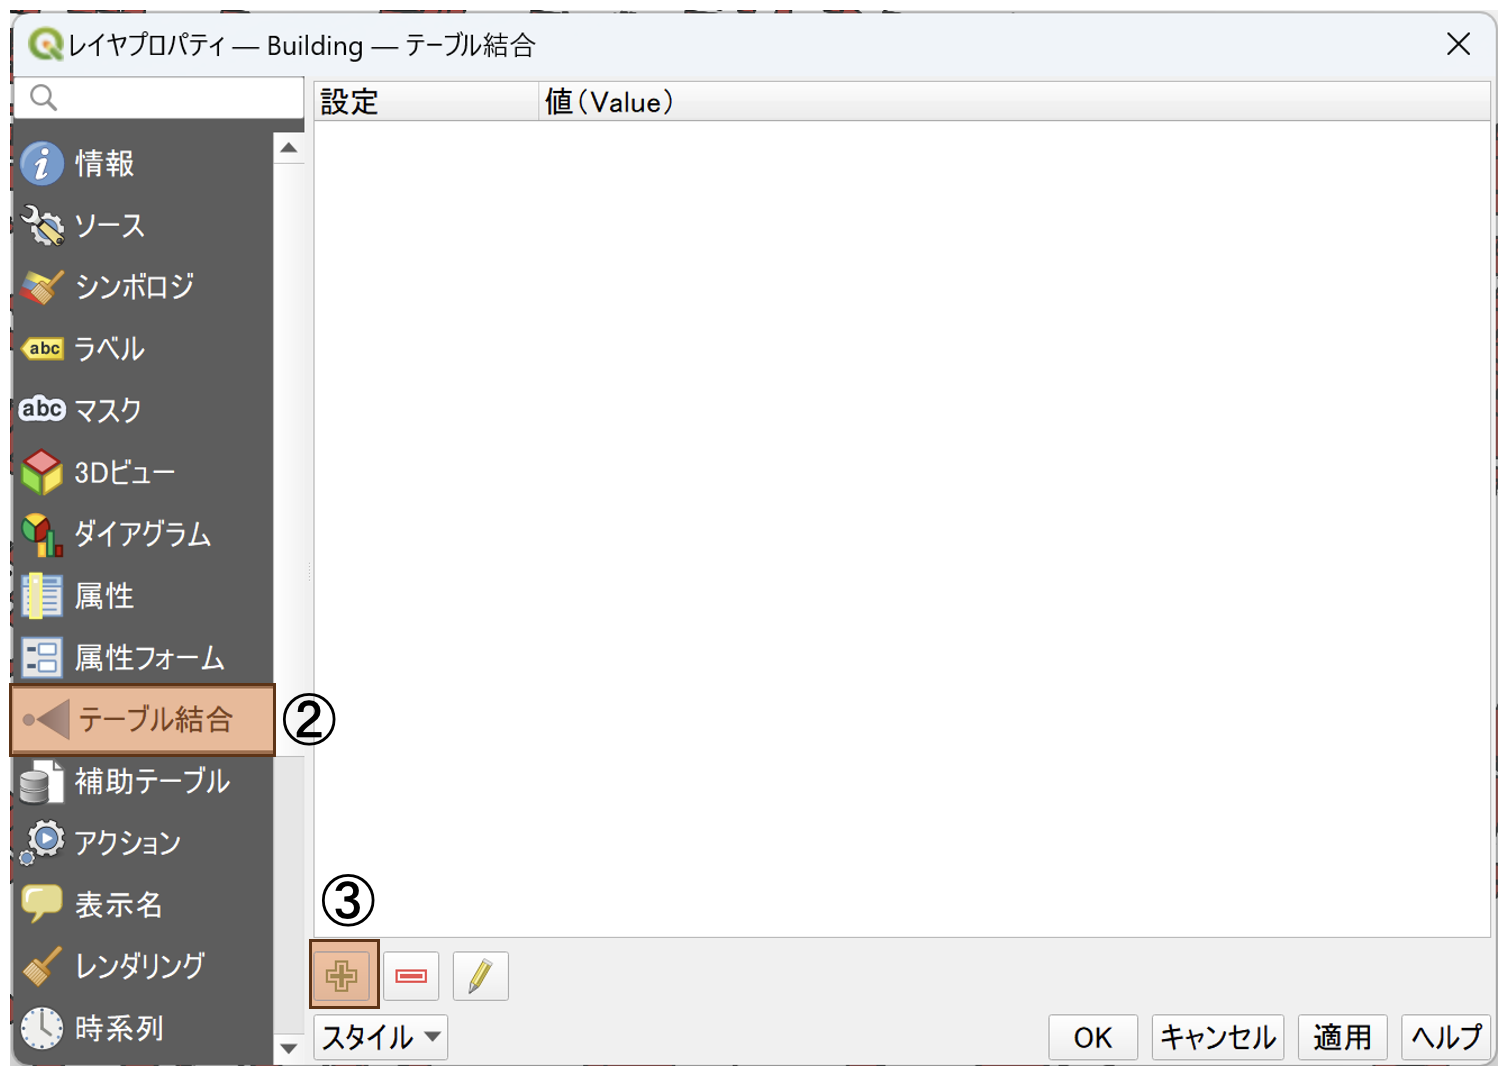 レイヤプロパティ — Building — テーブル結合
設定
値(Value)
情報
ソース
シンボロジ
abc
ラベル
abc
マスク
3Dビュー
ダイアグラム
属性
属性フォーム
テーブル結合
②
補助テーブル
アクション
表示名
③
レンダリング
時系列
スタイル
OK
キャンセル
適用
ヘルプ